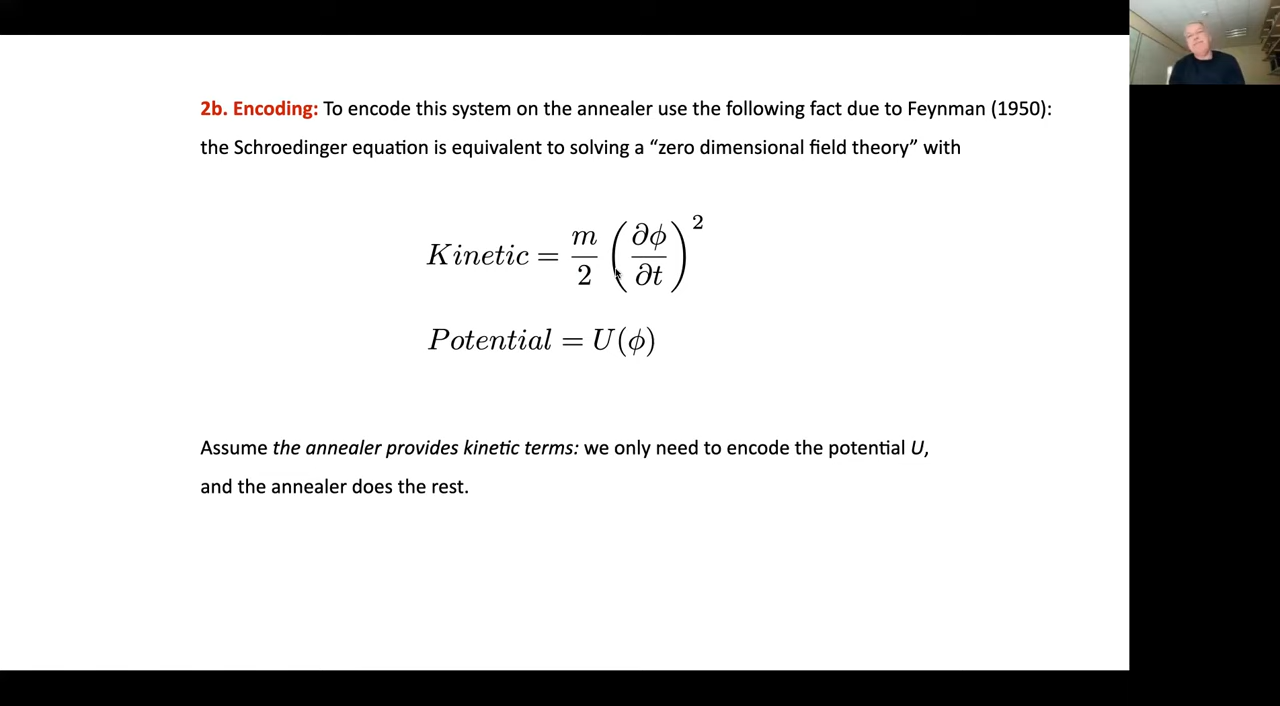 2b. Encoding: To encode this system on the annealer use the following fact due to Feynman (1950):
the Schroedinger equation is equivalent to solving a “zero dimensional field theory” with
Kinetic = m/2 (∂ϕ/∂t)^2
Potential = U(ϕ)
Assume the annealer provides kinetic terms: we only need to encode the potential U,
and the annealer does the rest.